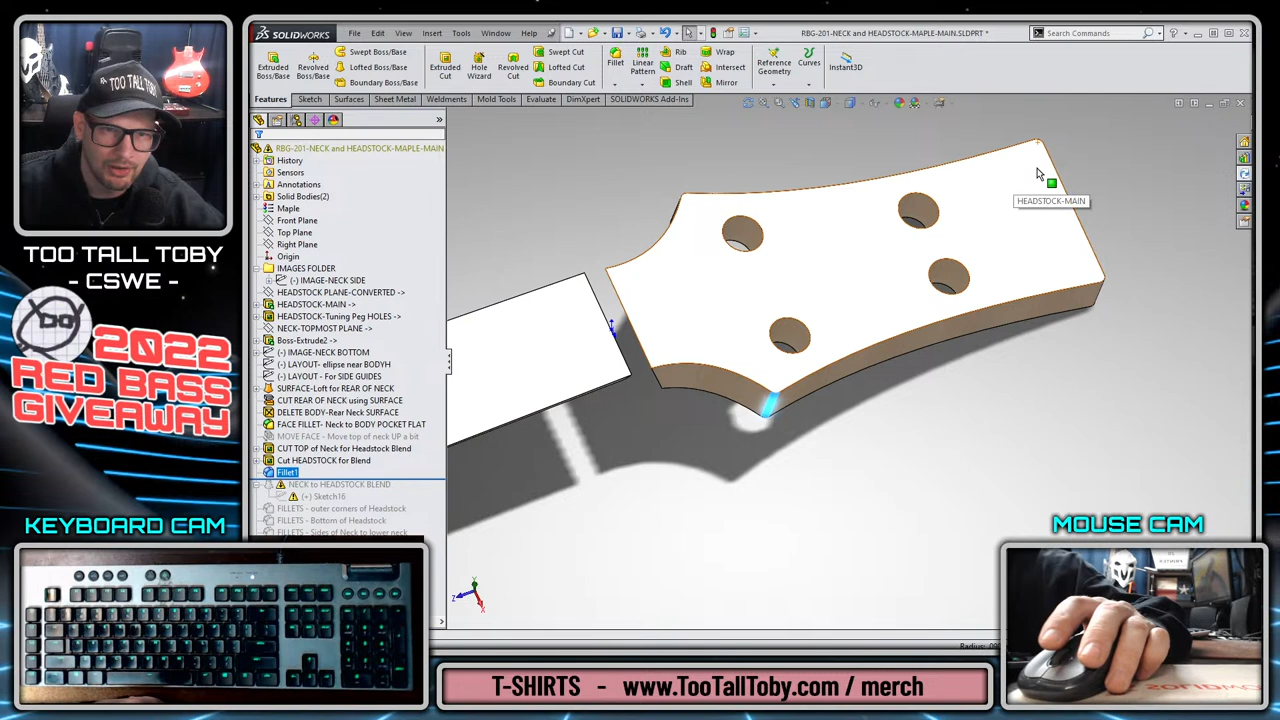 SOLIDWORKS
File
Edit
View
Insert
Tools
Window
Help
RBG-201-NECK and HEADSTOCK-MAPLE-MAIN.SLDPRT *
Search Commands
Extruded Boss/Base
Revolved Boss/Base
Swept Boss/Base
Lofted Boss/Base
Boundary Boss/Base
Extruded Cut
Hole Wizard
Revolved Cut
Swept Cut
Lofted Cut
Boundary Cut
Fillet
Linear Pattern
Rib
Draft
Shell
Wrap
Intersect
Mirror
Reference Geometry
Curves
Instant3D
Features
Sketch
Surfaces
Sheet Metal
Weldments
Mold Tools
Evaluate
DimXpert
SOLIDWORKS Add-Ins
RBG-201-NECK and HEADSTOCK-MAPLE-MAIN
History
Sensors
Annotations
Solid Bodies(2)
Maple
Front Plane
Top Plane
Right Plane
Origin
IMAGES FOLDER
(-) IMAGE-NECK SIDE
HEADSTOCK PLANE-CONVERTED ->
HEADSTOCK-MAIN ->
HEADSTOCK-Tuning Peg HOLES ->
NECK-TOPMOST PLANE ->
Boss-Extrude2 ->
(-) IMAGE-NECK BOTTOM
(-) LAYOUT- ellipse near BODYH
(-) LAYOUT - For SIDE GUIDES
SURFACE-Loft for REAR OF NECK
CUT REAR OF NECK using SURFACE
DELETE BODY-Rear Neck SURFACE
FACE FILLET- Neck to BODY POCKET FLAT
MOVE FACE - Move top of neck UP a bit
CUT TOP of Neck for Headstock Blend
Cut HEADSTOCK for Blend
Fillet1
NECK to HEADSTOCK BLEND
(+) Sketch16
FILLETS - outer corners of Headstock
FILLETS - Bottom of Headstock
FILLETS - Sides of Neck to lower neck
HEADSTOCK-MAIN
Y
Z
X
TOO TALL TOBY
- CSWE -
2022
RED BASS
GIVEAWAY
KEYBOARD CAM
MOUSE CAM
T-SHIRTS - www.TooTallToby.com / merch